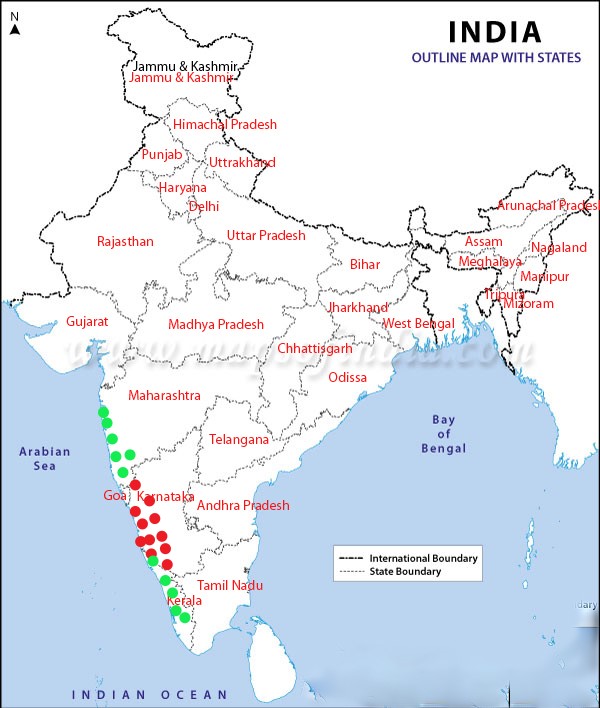 N
INDIA
OUTLINE MAP WITH STATES
Jammu & Kashmir
Jammu & Kashmir
Himachal Pradesh
Punjab
Uttrakhand
Haryana
Delhi
Arunachal Pradesh
Rajasthan
Uttar Pradesh
Assam
Nagaland
Bihar
Meghalaya
Manipur
Tripura
Mizoram
Jharkhand
Gujarat
Madhya Pradesh
West Bengal
www.mapsofindia.com
Chhattisgarh
Odissa
Maharashtra
Arabian
Sea
Telangana
Bay
of
Bengal
Goa
Karnataka
Andhra Pradesh
International Boundary
State Boundary
Tamil Nadu
Kerala
dary
INDIAN OCEAN